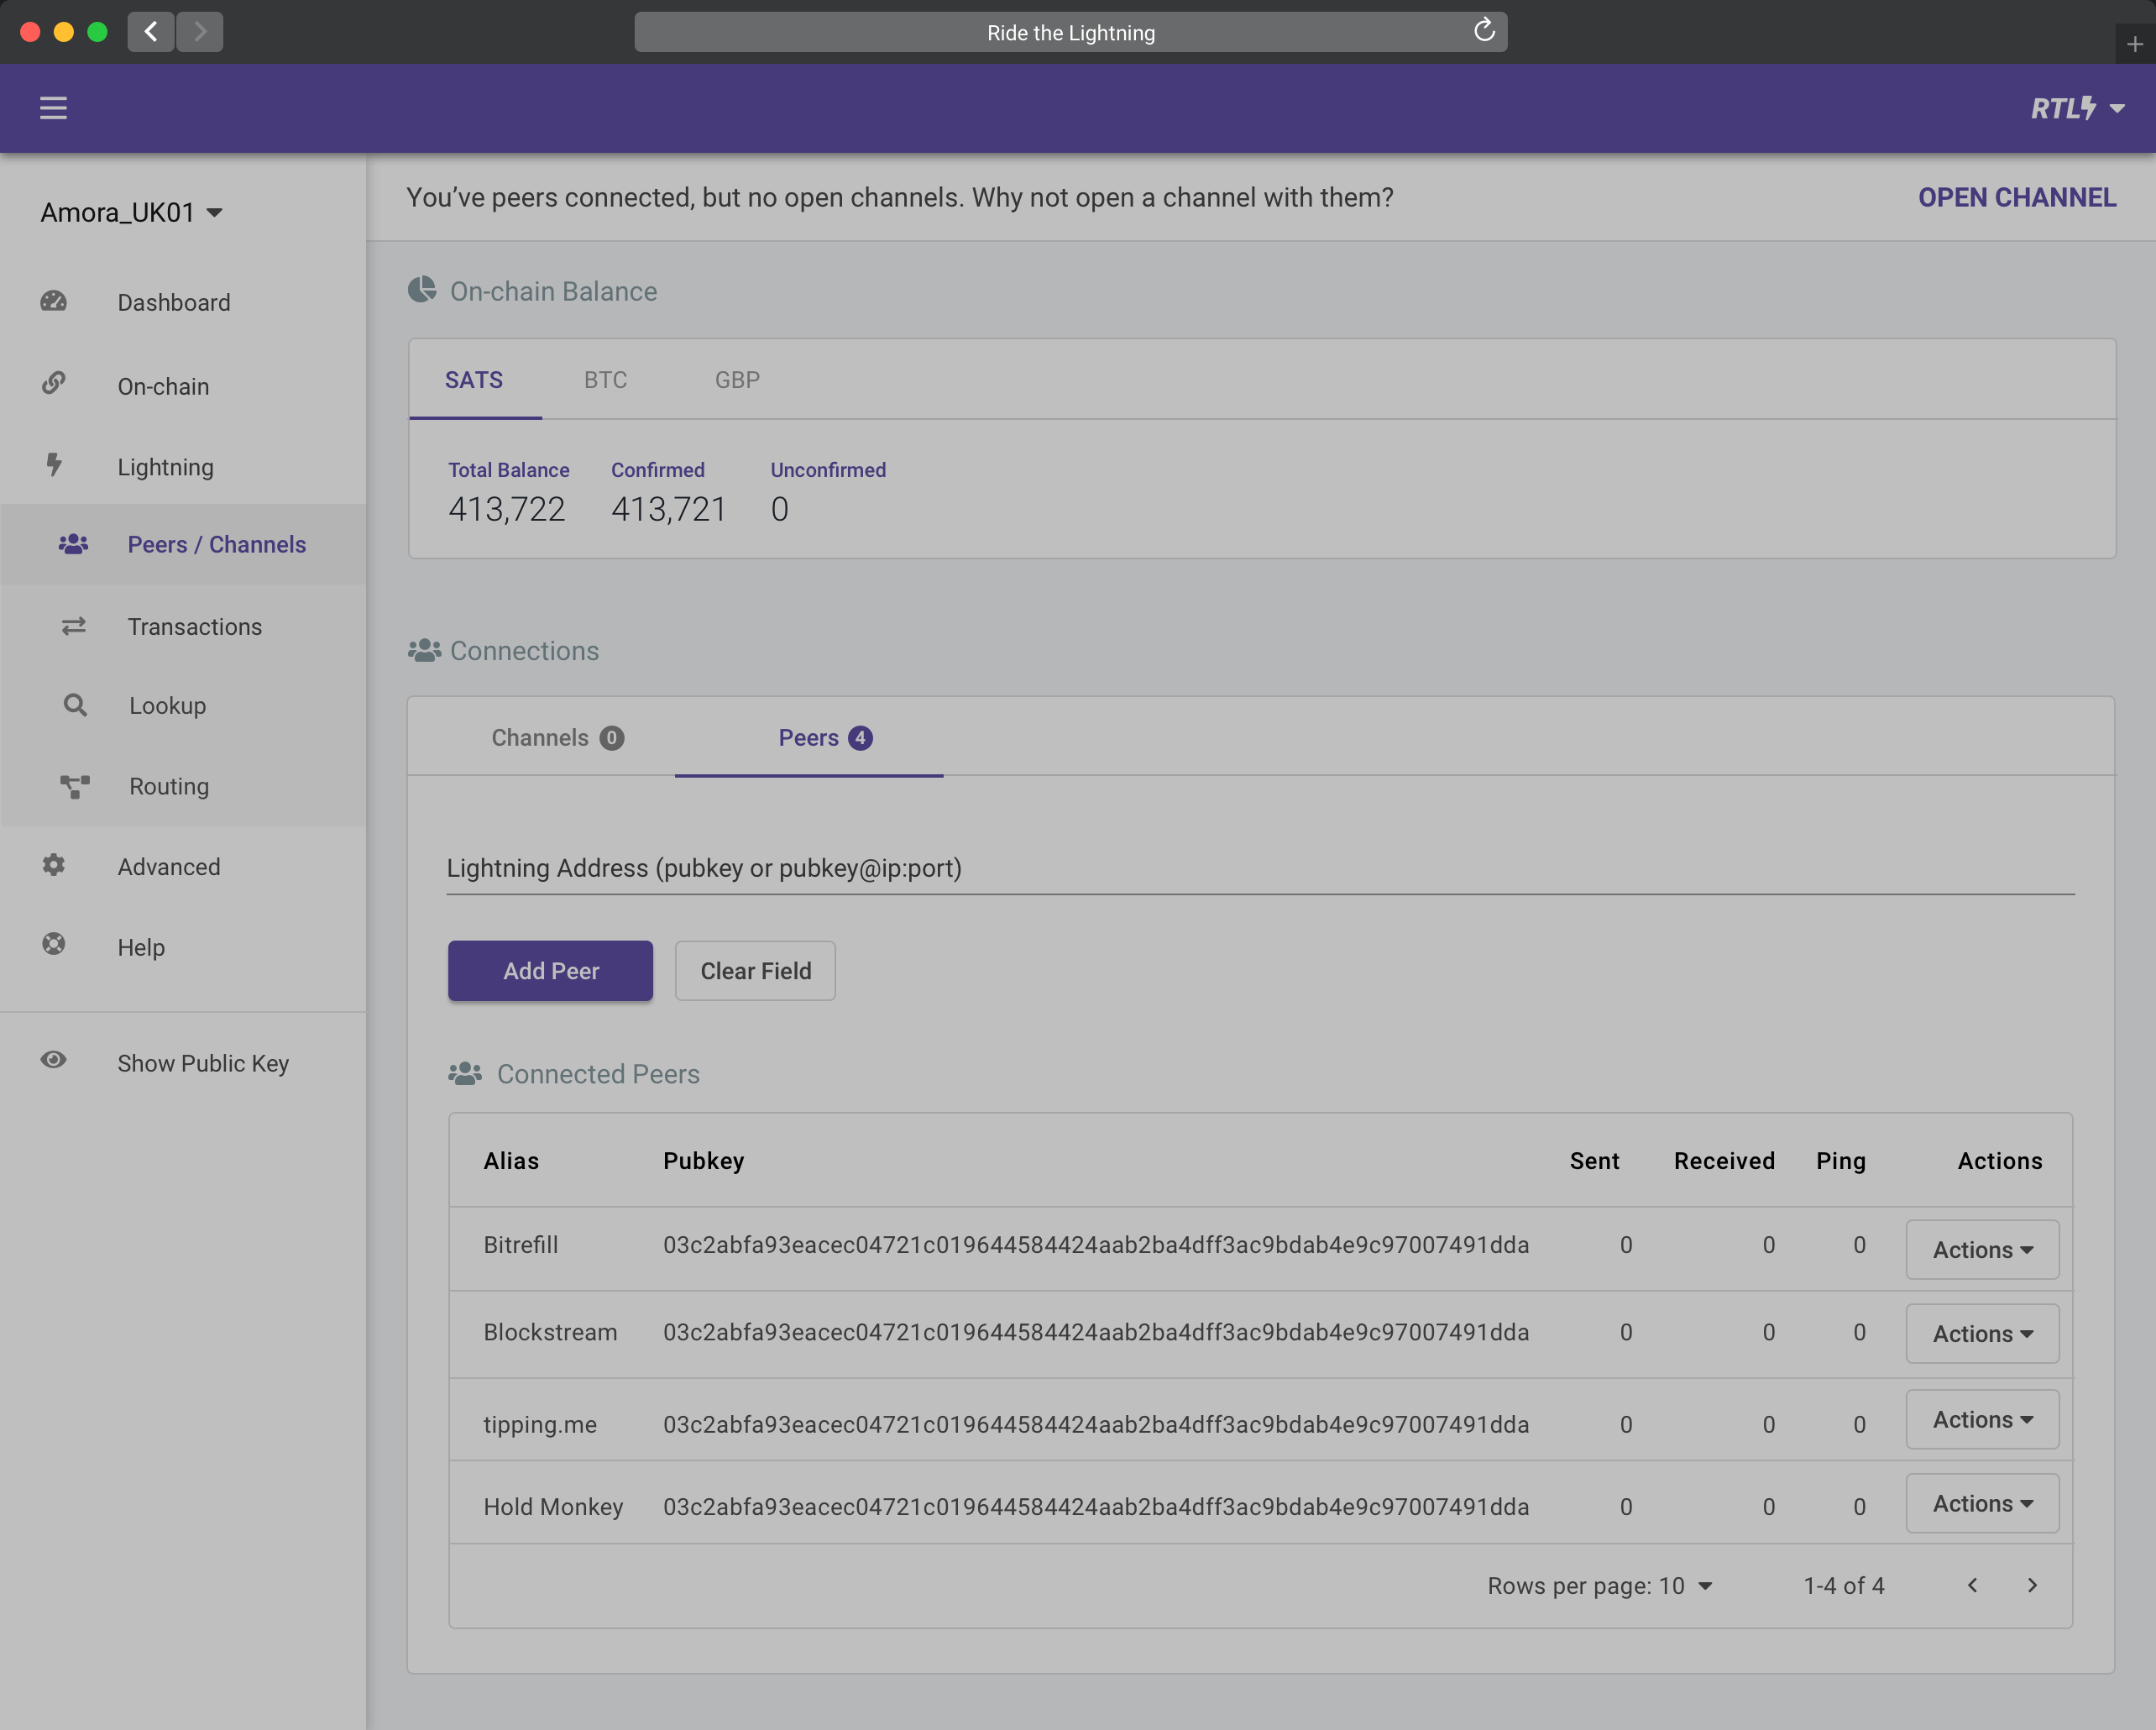 Ride the Lightning
RTL
Amora_UK01
Dashboard
On-chain
Lightning
Peers / Channels
Transactions
Lookup
Routing
Advanced
Help
Show Public Key
You’ve peers connected, but no open channels. Why not open a channel with them?
OPEN CHANNEL
On-chain Balance
SATS BTC GBP
Total Balance Confirmed Unconfirmed
413,722 413,721 0
Connections
Channels 0 Peers 4
Lightning Address (pubkey or pubkey@ip:port)
Add Peer Clear Field
Connected Peers
Alias Pubkey Sent Received Ping Actions
Bitrefill 03c2abfa93eacec04721c019644584424aab2ba4dff3ac9bdab4e9c97007491dda 0 0 0 Actions
Blockstream 03c2abfa93eacec04721c019644584424aab2ba4dff3ac9bdab4e9c97007491dda 0 0 0 Actions
tipping.me 03c2abfa93eacec04721c019644584424aab2ba4dff3ac9bdab4e9c97007491dda 0 0 0 Actions
Hold Monkey 03c2abfa93eacec04721c019644584424aab2ba4dff3ac9bdab4e9c97007491dda 0 0 0 Actions
Rows per page: 10 1-4 of 4